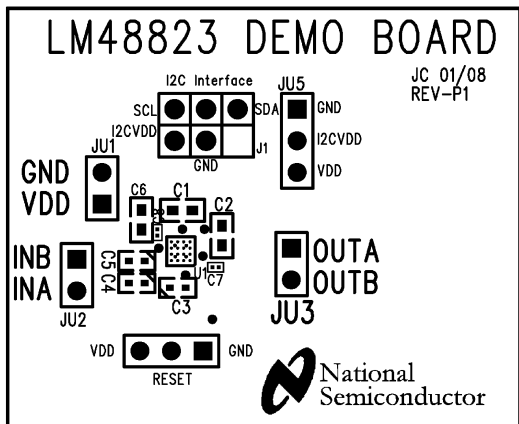 LM48823 DEMO BOARD
JC 01/08
REV-P1
I2C Interface
JU5
SCL
SDA
GND
I2CVDD
J1
I2CVDD
GND
VDD
JU1
GND
VDD
C6
C1
C2
C8
INB
INA
C5
C4
U1
C7
C3
JU2
OUTA
OUTB
JU3
VDD
GND
RESET
National
Semiconductor